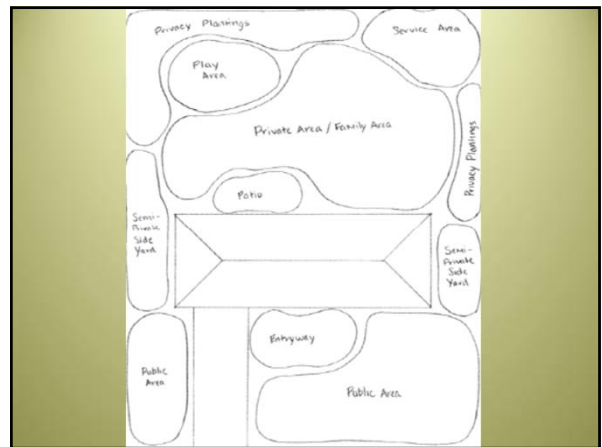 Privacy Plantings
Service Area
Play
Area
Private Area / Family Area
Privacy Plantings
Patio
Semi-
Private
Side
Yard
Semi-
Private
Side
Yard
Entryway
Public
Area
Public Area